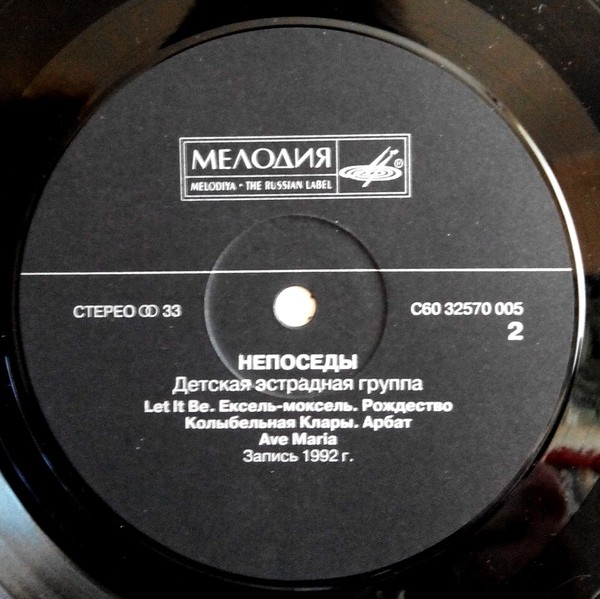 МЕЛОДИЯ
MELODIYA • THE RUSSIAN LABEL ®
СТЕРЕО 33
С60 32570 005
2
НЕПОСЕДЫ
Детская эстрадная группа
Let It Be. Ексель-моксель. Рождество
Колыбельная Клары. Арбат
Ave Maria
Запись 1992 г.